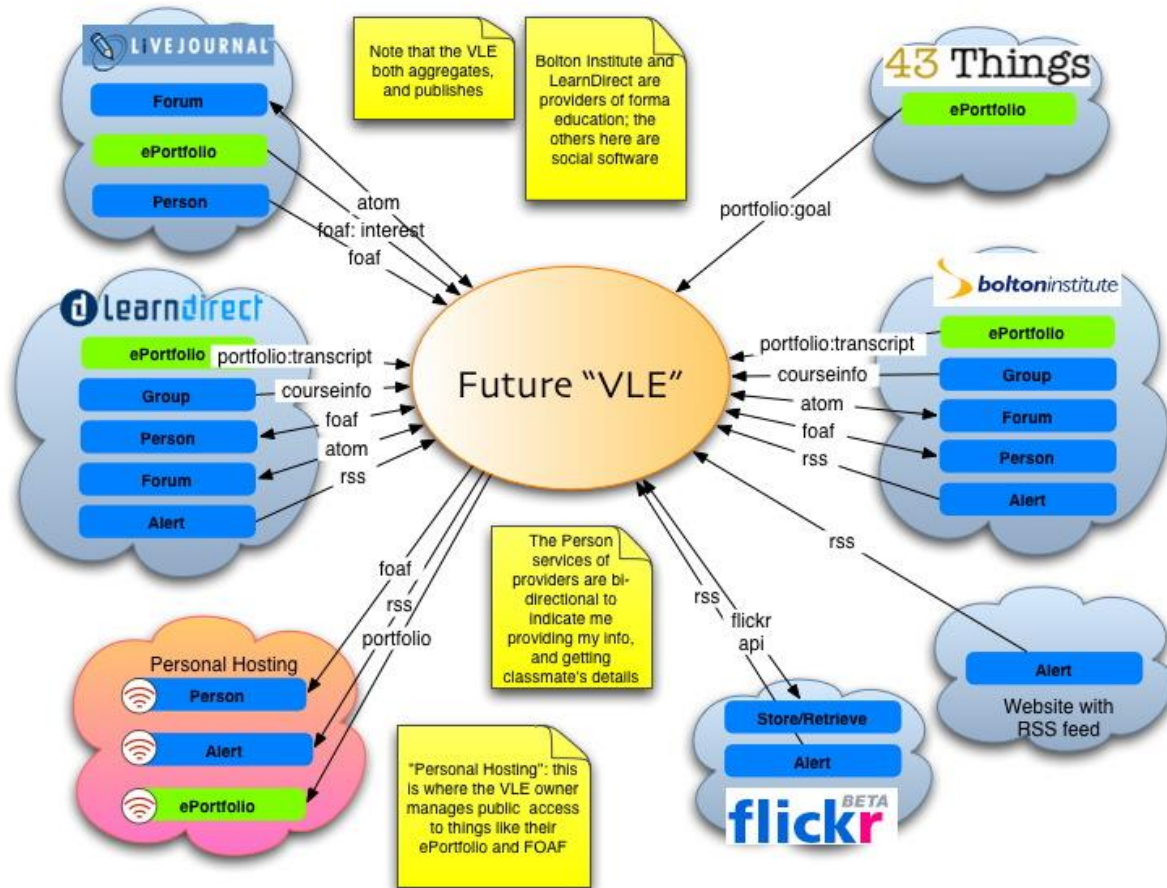 LiVEJOURNAL
Forum
ePortfolio
Person
Note that the VLE
both aggregates,
and publishes
Bolton Institute and
LearnDirect are
providers of forma
education; the
others here are
social software
43 Things
ePortfolio
atom
foaf: interest
foaf
portfolio:goal
learndirect
ePortfolio
Group
Person
Forum
Alert
portfolio:transcript
courseinfo
foaf
atom
rss
Future “VLE”
boltoninstitute
ePortfolio
Group
Forum
Person
Alert
portfolio:transcript
courseinfo
atom
foaf
rss
foaf
rss
portfolio
The Person
services of
providers are bi-
directional to
indicate me
providing my info,
and getting
classmate's details
rss
flickr
api
rss
Personal Hosting
Person
Alert
ePortfolio
"Personal Hosting": this
is where the VLE owner
manages public access
to things like their
ePortfolio and FOAF
Store/Retrieve
Alert
BETA
flickr
Alert
Website with
RSS feed